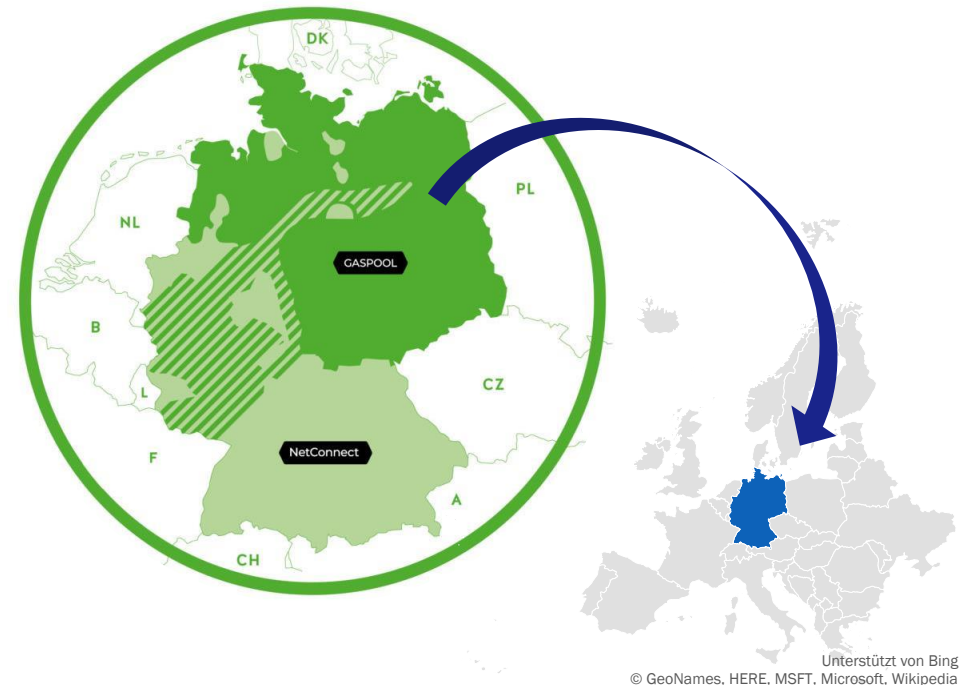 DK
PL
NL
GASPOOL
B
CZ
L
NetConnect
F
A
CH
Unterstützt von Bing
© GeoNames, HERE, MSFT, Microsoft, Wikipedia